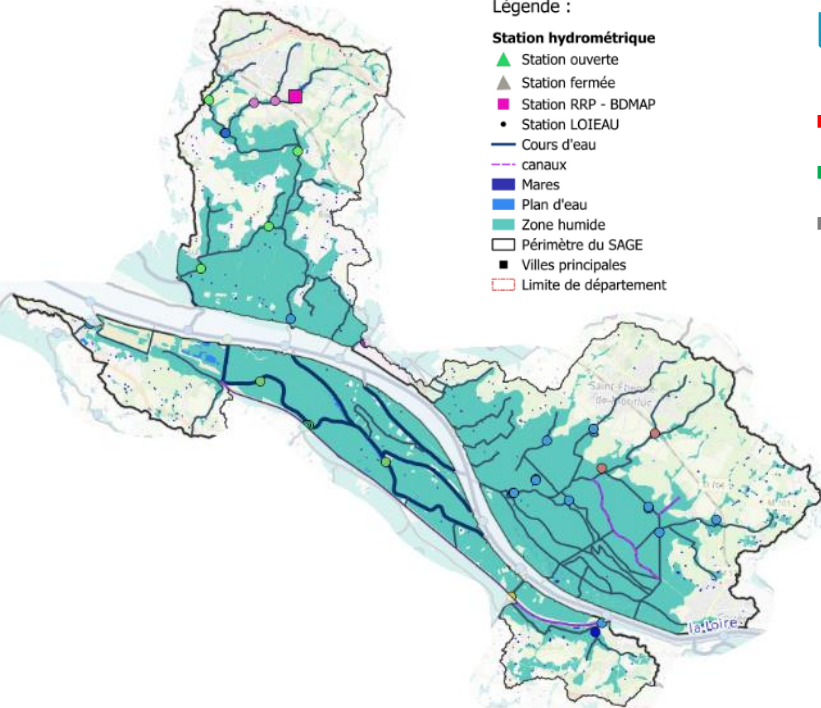 Légende :
Station hydrométrique
Station ouverte
Station fermée
Station RRP - BDMAP
Station LOIEAU
Cours d'eau
canaux
Mares
Plan d'eau
Zone humide
Périmètre du SAGE
Villes principales
Limite de département
Saint-Étienne
de-Montluc
la Loire